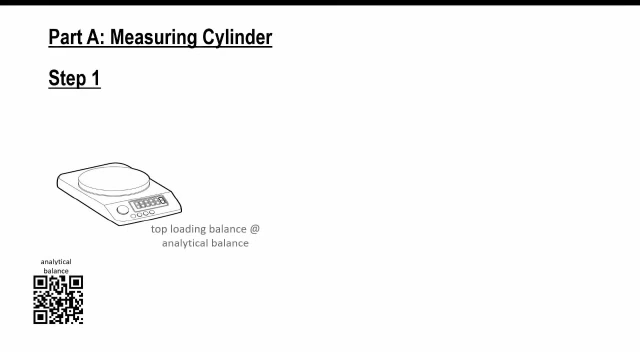 Part A: Measuring Cylinder
Step 1
top loading balance @
analytical balance
analytical
balance